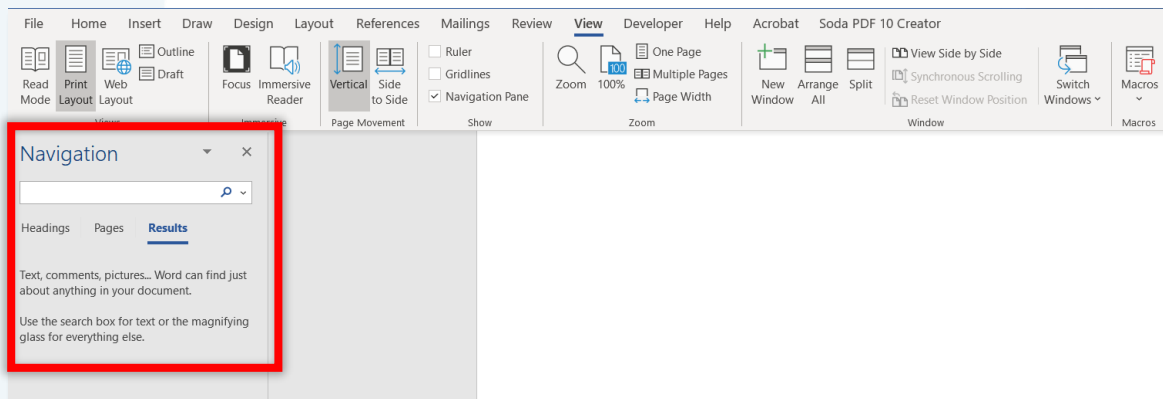 File Home Insert Draw Design Layout References Mailings Review View Developer Help Acrobat Soda PDF 10 Creator
Read Mode
Print Layout
Web Layout
Outline
Draft
Views
Focus
Immersive Reader
Immersive
Vertical
Side to Side
Page Movement
Ruler
Gridlines
Navigation Pane
Show
Zoom
100
100%
One Page
Multiple Pages
Page Width
Zoom
New Window
Arrange All
Split
View Side by Side
Synchronous Scrolling
Reset Window Position
Window
Switch Windows
Macros
Macros
Navigation
Headings Pages Results
Text, comments, pictures... Word can find just
about anything in your document.
Use the search box for text or the magnifying
glass for everything else.